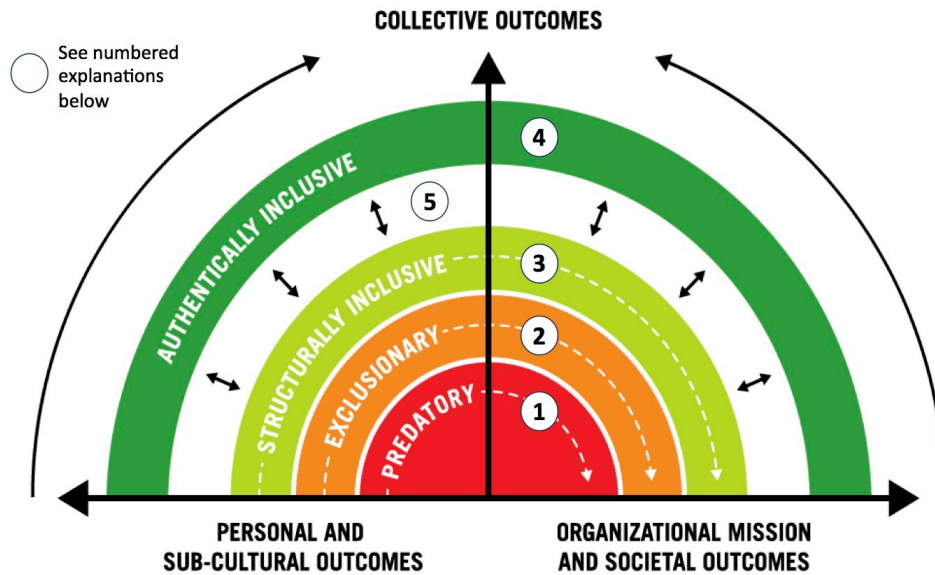 COLLECTIVE OUTCOMES
See numbered
explanations
below
4
5
AUTHENTICALLY INCLUSIVE
3
STRUCTURALLY INCLUSIVE
2
EXCLUSIONARY
1
PREDATORY
PERSONAL AND
SUB-CULTURAL OUTCOMES
ORGANIZATIONAL MISSION
AND SOCIETAL OUTCOMES